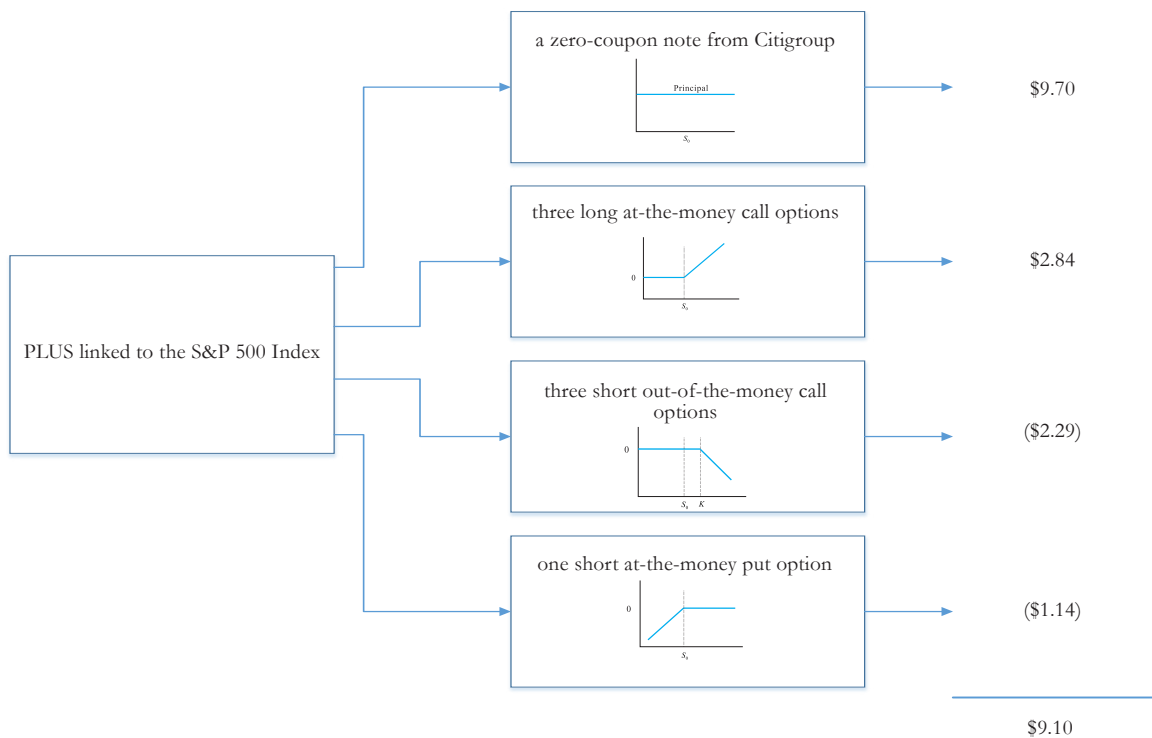 a zero-coupon note from Citigroup
Principal
S₀
$9.70
three long at-the-money call options
0
S₀
$2.84
PLUS linked to the S&P 500 Index
three short out-of-the-money call
options
0
S₀ K
($2.29)
one short at-the-money put option
0
S₀
($1.14)
$9.10